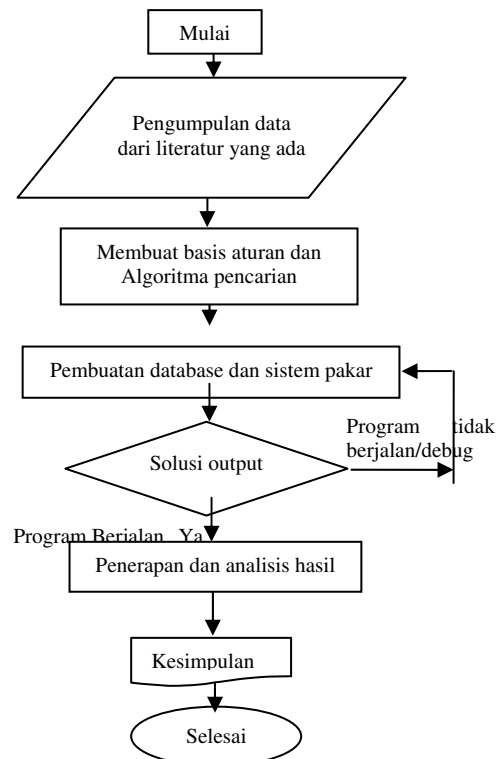 Mulai
Pengumpulan data
dari literatur yang ada
Membuat basis aturan dan
Algoritma pencarian
Pembuatan database dan sistem pakar
Program tidak
berjalan/debug
Solusi output
Program Berjalan Ya
Penerapan dan analisis hasil
Kesimpulan
Selesai